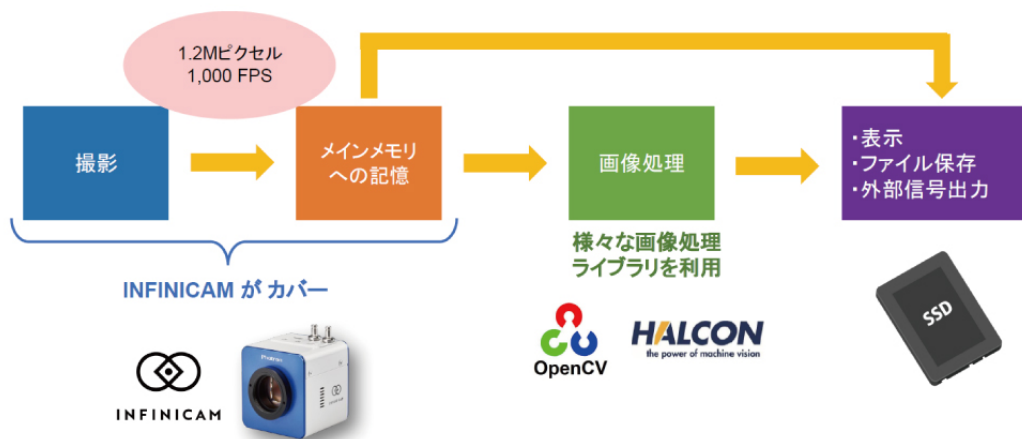 1.2Mピクセル
1,000 FPS
撮影
メインメモリ
への記憶
画像処理
・表示
・ファイル保存
・外部信号出力
INFINICAM が カバー
様々な画像処理
ライブラリを利用
INFINICAM
Photron
OpenCV
HALCON
the power of machine vision
SSD